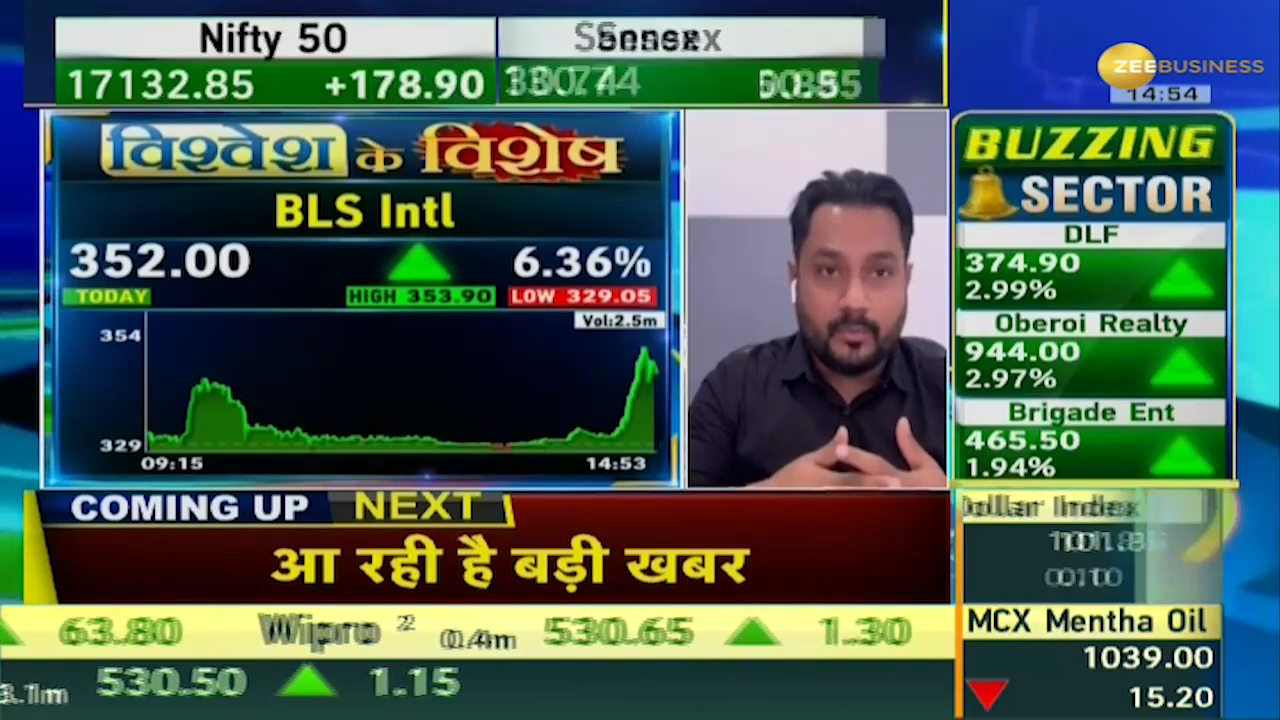 Nifty 50
17132.85 +178.90
ZEEBUSINESS
14:54
विश्वेश के विशेष
BLS Intl
352.00 6.36%
TODAY HIGH 353.90 LOW 329.05
Vol:2.5m
354
329
09:15 14:53
BUZZING
SECTOR
DLF
374.90
2.99%
Oberoi Realty
944.00
2.97%
Brigade Ent
465.50
1.94%
COMING UP NEXT
आ रही है बड़ी खबर
Dollar Index
MCX Mentha Oil
1039.00
15.20
63.80 Wipro 530.65 1.30
530.50 1.15